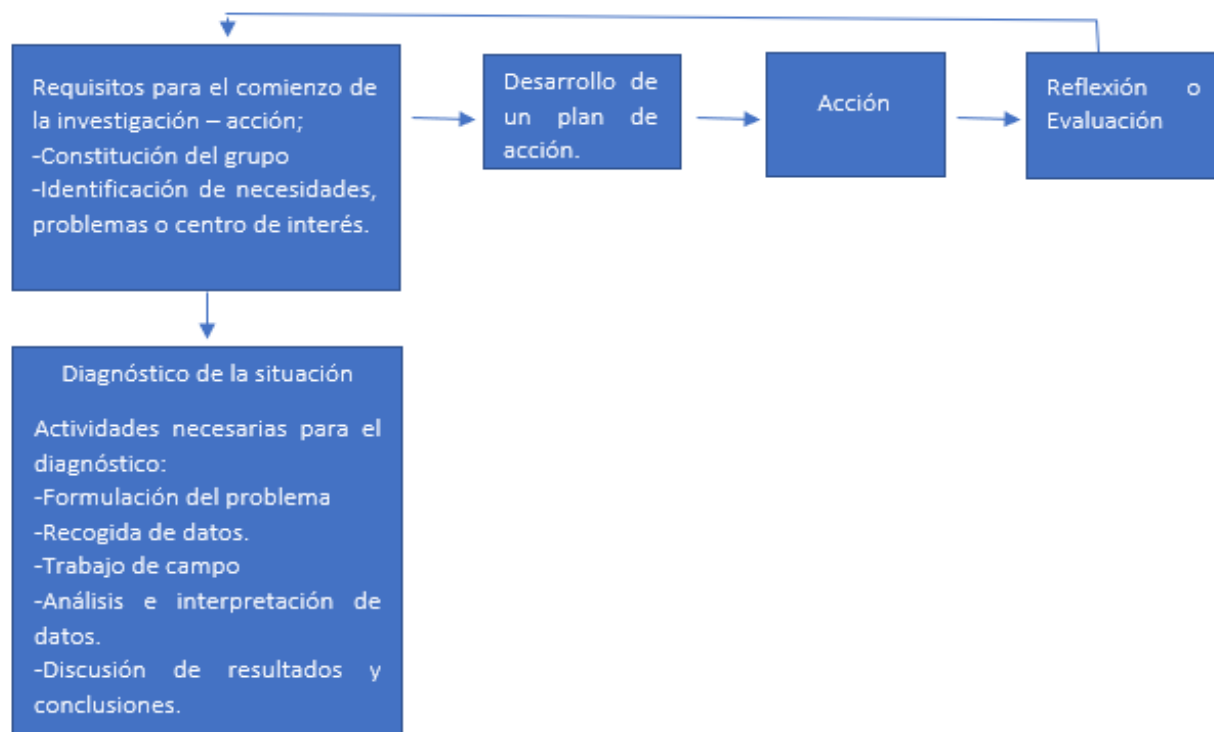 Requisitos para el comienzo de
la investigación – acción;
-Constitución del grupo
-Identificación de necesidades,
problemas o centro de interés.
Desarrollo de
un plan de
acción.
Acción
Reflexión o
Evaluación
Diagnóstico de la situación
Actividades necesarias para el
diagnóstico:
-Formulación del problema
-Recogida de datos.
-Trabajo de campo
-Análisis e interpretación de
datos.
-Discusión de resultados y
conclusiones.